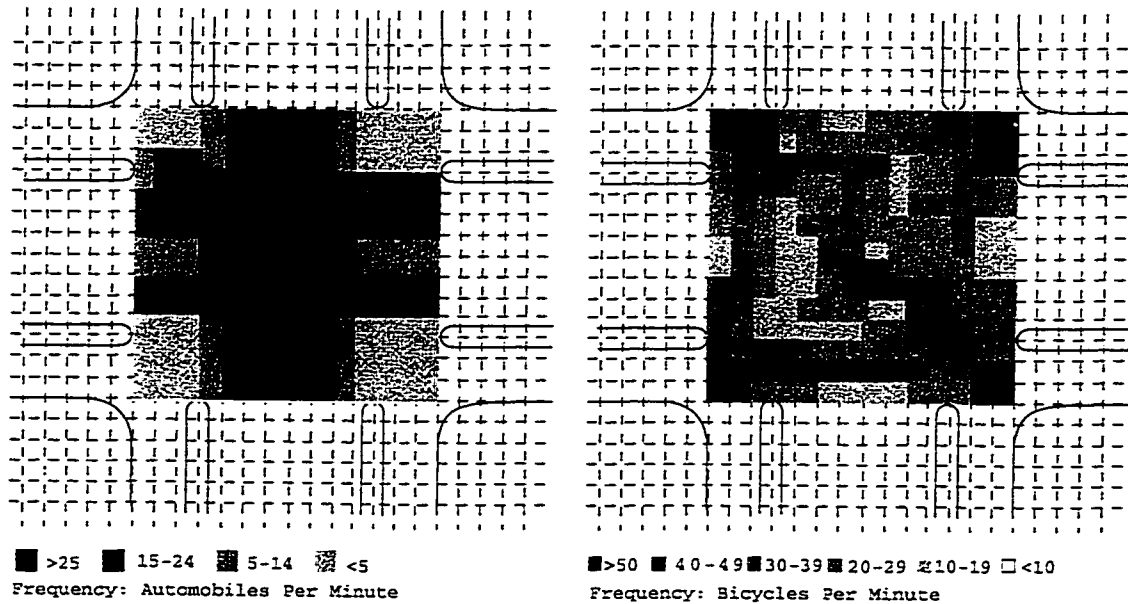 >25 15-24 5-14 <5
Frequency: Automobiles Per Minute
>50 40-49 30-39 20-29 10-19 <10
Frequency: Bicycles Per Minute